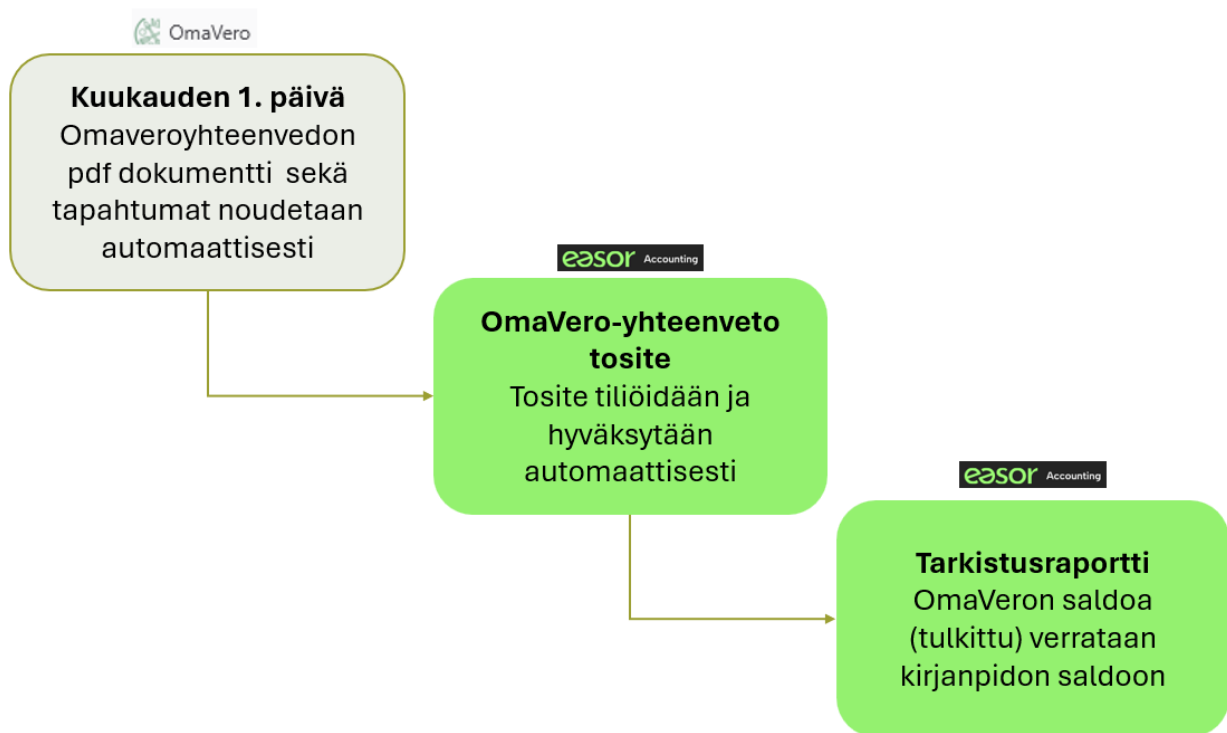 OmaVero
Kuukauden 1. päivä
Omaveroyhteenvedon
pdf dokumentti sekä
tapahtumat noudetaan
automaattisesti
easor Accounting
OmaVero-yhteenveto
tosite
Tosite tiliöidään ja
hyväksytään
automaattisesti
easor Accounting
Tarkistusraportti
OmaVeron saldoa
(tulkittu) verrataan
kirjanpidon saldoon